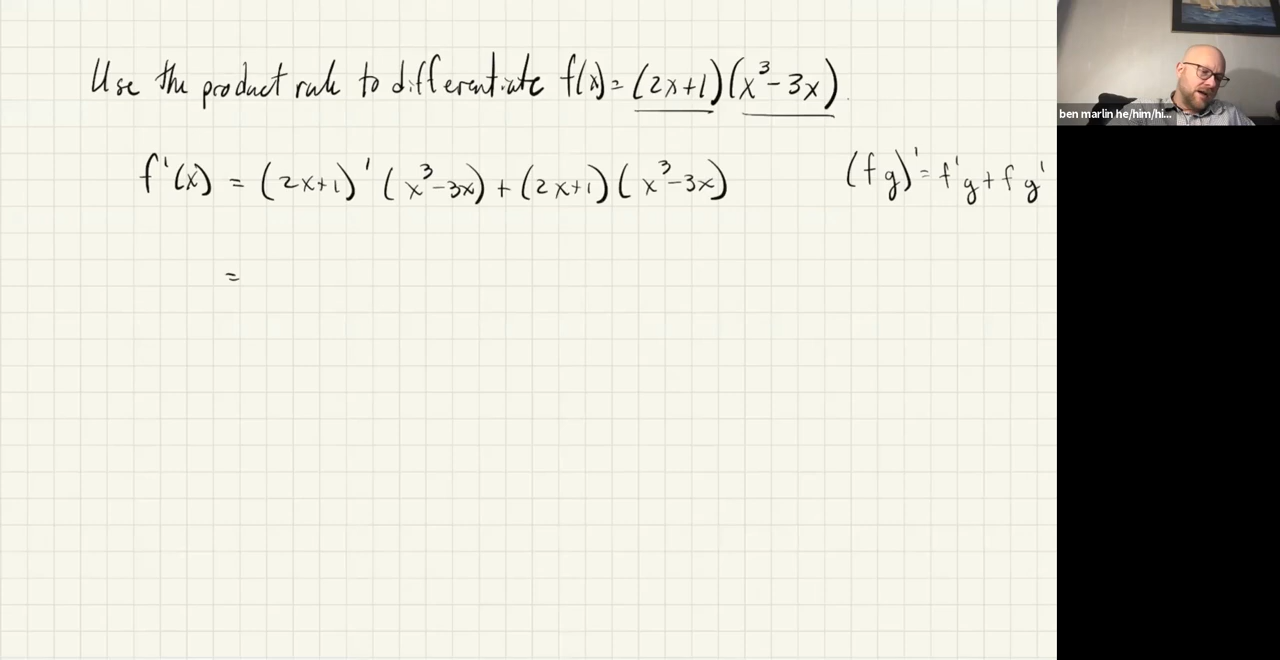 Use the product rule to differentiate f(x) = (2x+1)(x³-3x).
f'(x) = (2x+1)'(x³-3x) + (2x+1)(x³-3x)
(fg)' = f'g + fg'
=
ben marlin he/him/hi...